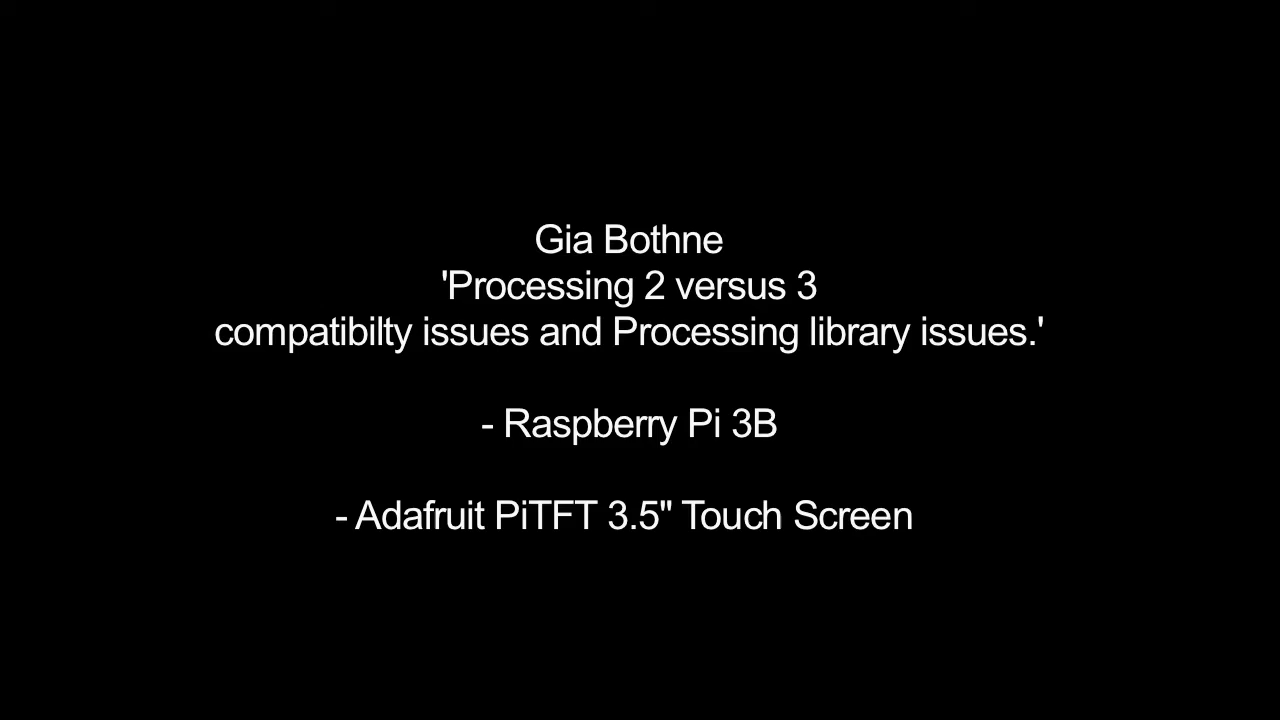 Gia Bothne
'Processing 2 versus 3
compatibilty issues and Processing library issues.'
- Raspberry Pi 3B
- Adafruit PiTFT 3.5" Touch Screen